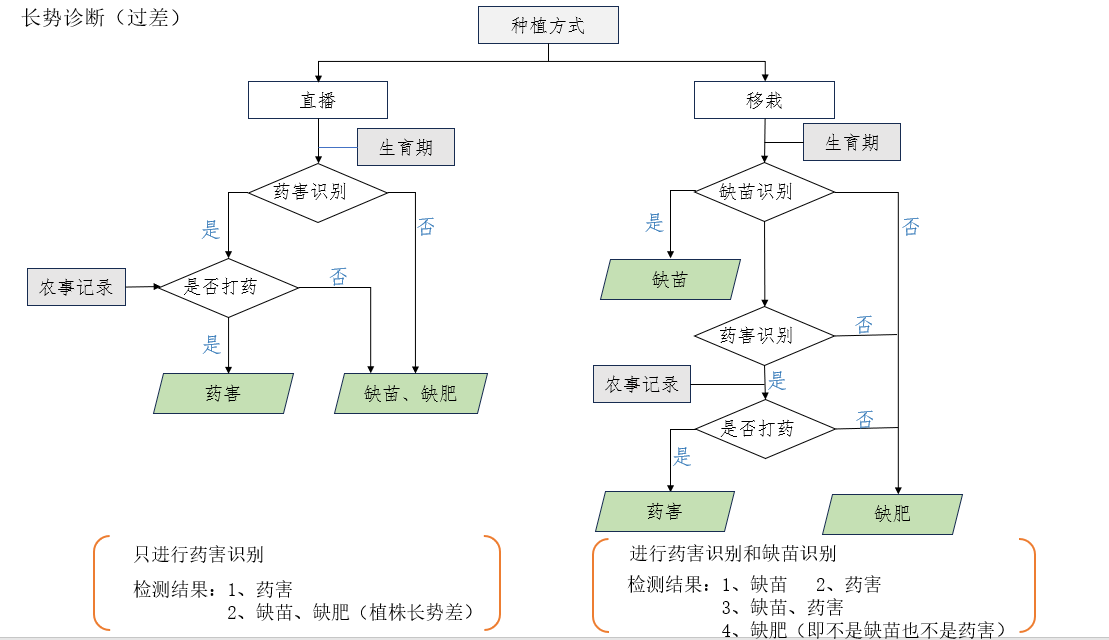 长势诊断（过差）
种植方式
直播
移栽
生育期
生育期
药害识别
缺苗识别
是
否
是
否
农事记录
是否打药
否
缺苗
是
药害识别
否
药害
缺苗、缺肥
农事记录
是
是否打药
否
是
药害
缺肥
只进行药害识别
检测结果：1、药害
2、缺苗、缺肥（植株长势差）
进行药害识别和缺苗识别
检测结果：1、缺苗 2、药害
3、缺苗、药害
4、缺肥（即不是缺苗也不是药害）